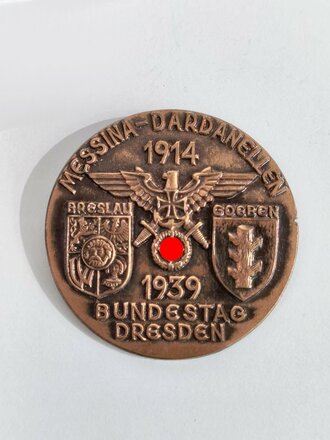 MESSINA-DARDANELLEN
1914
BRESLAU
GOEBEN
1939
BUNDESTAG
DRESDEN